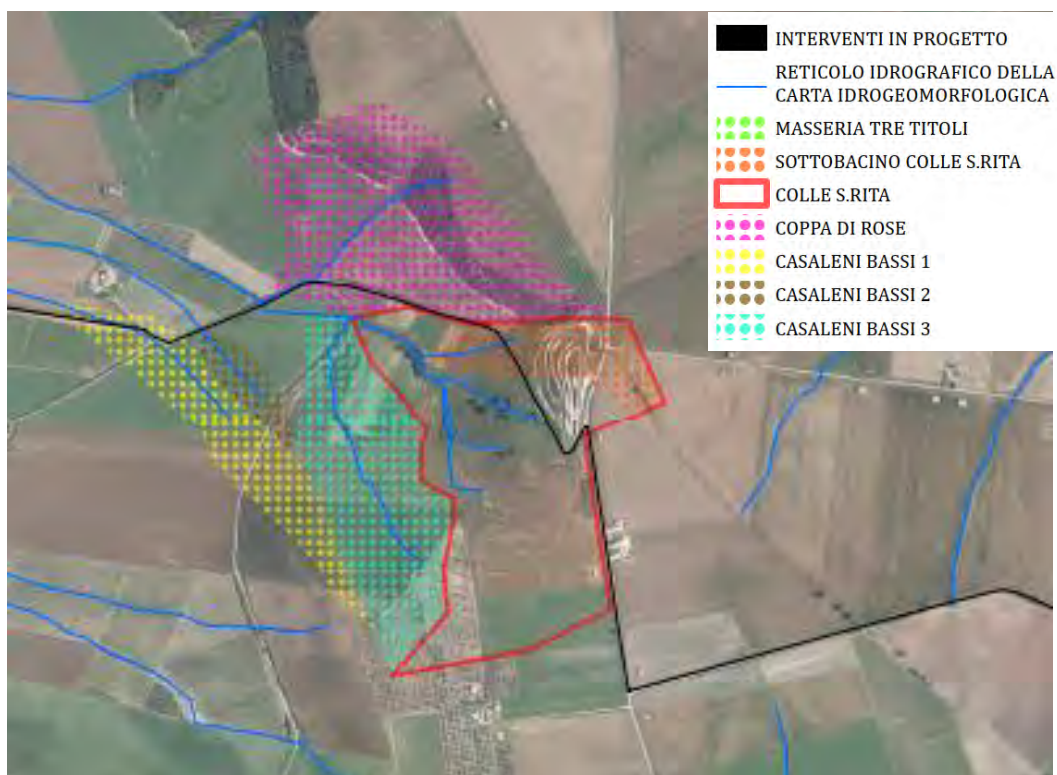 INTERVENTI IN PROGETTO
RETICOLO IDROGRAFICO DELLA
CARTA IDROGEOMORFOLOGICA
MASSERIA TRE TITOLI
SOTTOBACINO COLLE S.RITA
COLLE S.RITA
COPPA DI ROSE
CASALENI BASSI 1
CASALENI BASSI 2
CASALENI BASSI 3